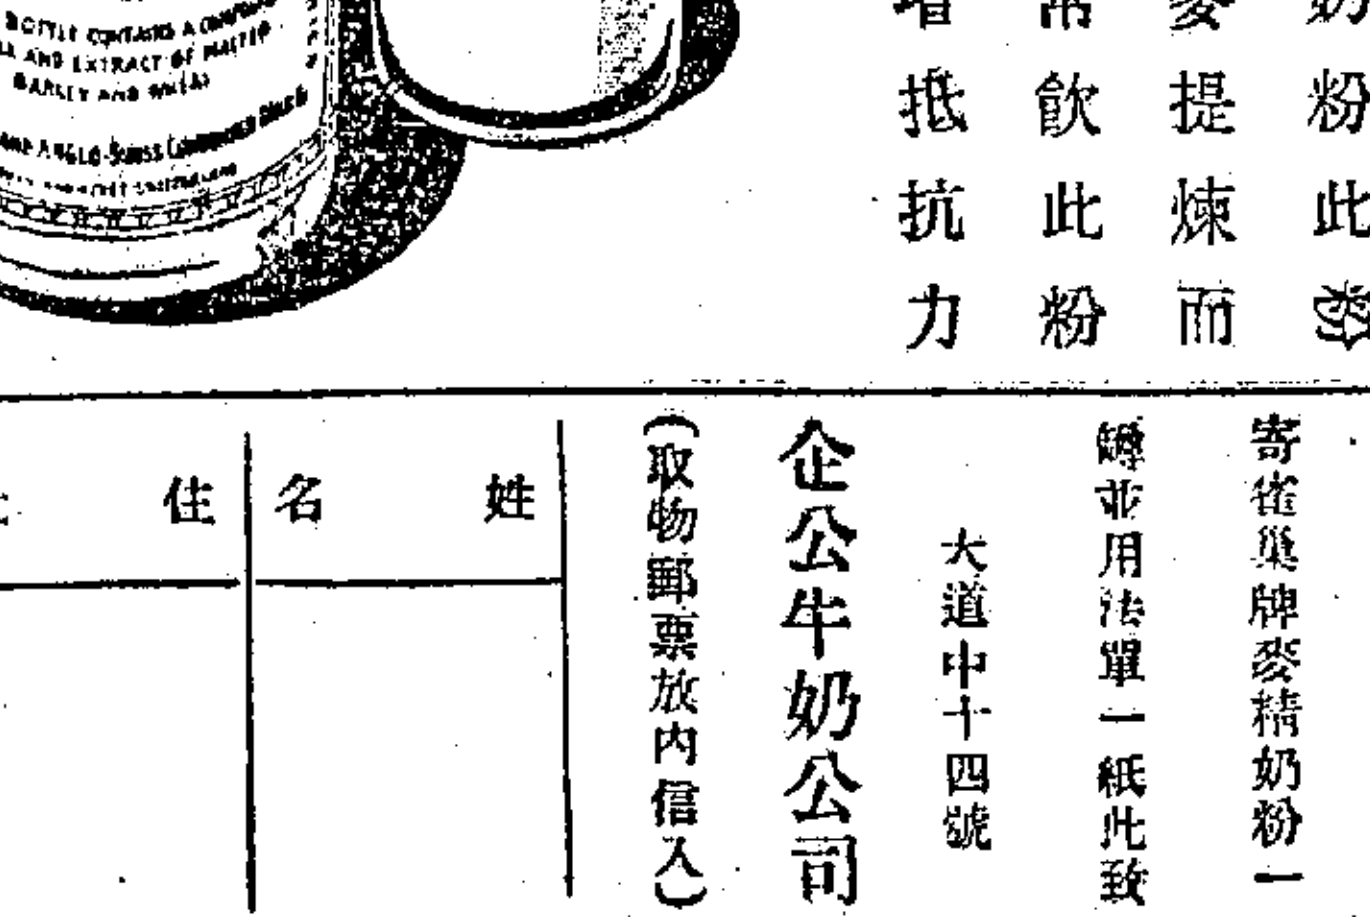 BOTTLE CONTAINS A
AND EXTRACT OF MALTED
BARLEY AND WHEAT
ANGLO-SWISS CONDENSED MILK
奶粉此
麥提煉而
常飲此粉
增抵抗力
寄雀巢牌麥精奶粉一
罇並用法單一紙此致
大道中十四號
企公牛奶公司
(取物郵票放內信入)
姓名
住